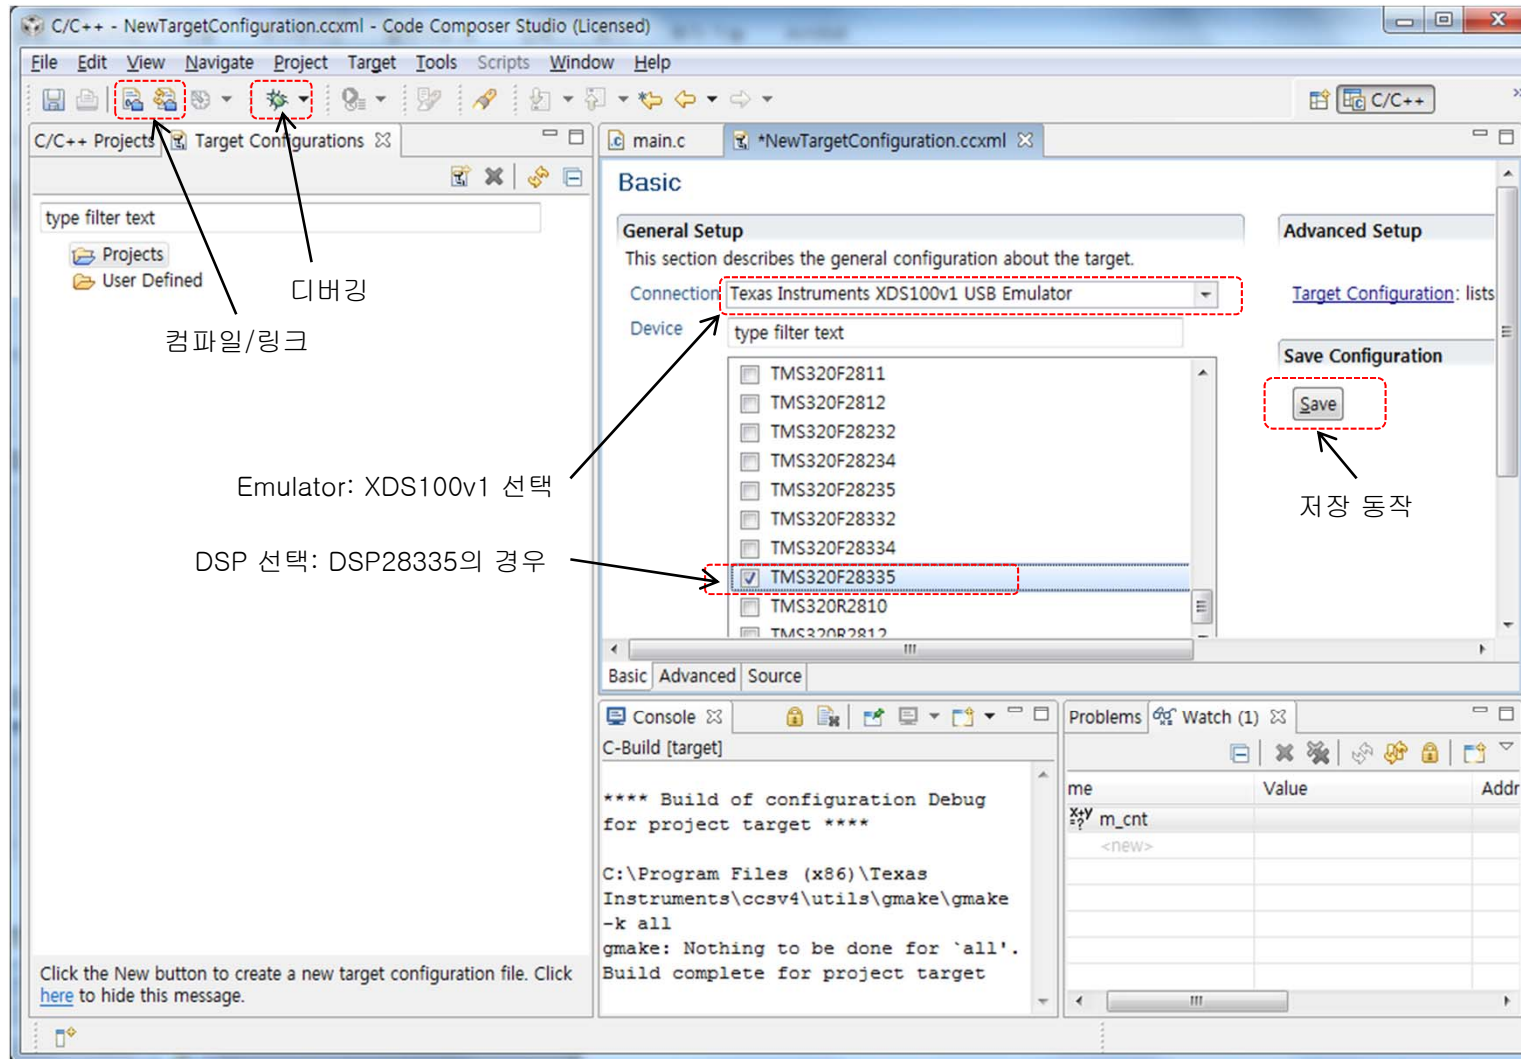 C/C++ - NewTargetConfiguration.ccxml - Code Composer Studio (Licensed)
File Edit View Navigate Project Target Tools Scripts Window Help
C/C++
C/C++ Projects Target Configurations
type filter text
Projects
User Defined
디버깅
컴파일/링크
Emulator: XDS100v1 선택
DSP 선택: DSP28335의 경우
Click the New button to create a new target configuration file. Click
here to hide this message.
main.c *NewTargetConfiguration.ccxml
Basic
General Setup
This section describes the general configuration about the target.
Connection Texas Instruments XDS100v1 USB Emulator
Device type filter text
TMS320F2811
TMS320F2812
TMS320F28232
TMS320F28234
TMS320F28235
TMS320F28332
TMS320F28334
TMS320F28335
TMS320R2810
TMS320R2812
Advanced Setup
Target Configuration: lists
Save Configuration
Save
저장 동작
Basic Advanced Source
Console
C-Build [target]
**** Build of configuration Debug
for project target ****
C:\Program Files (x86)\Texas
Instruments\ccsv4\utils\gmake\gmake
-k all
gmake: Nothing to be done for `all'.
Build complete for project target
Problems Watch (1)
me Value Addr
m_cnt
<new>